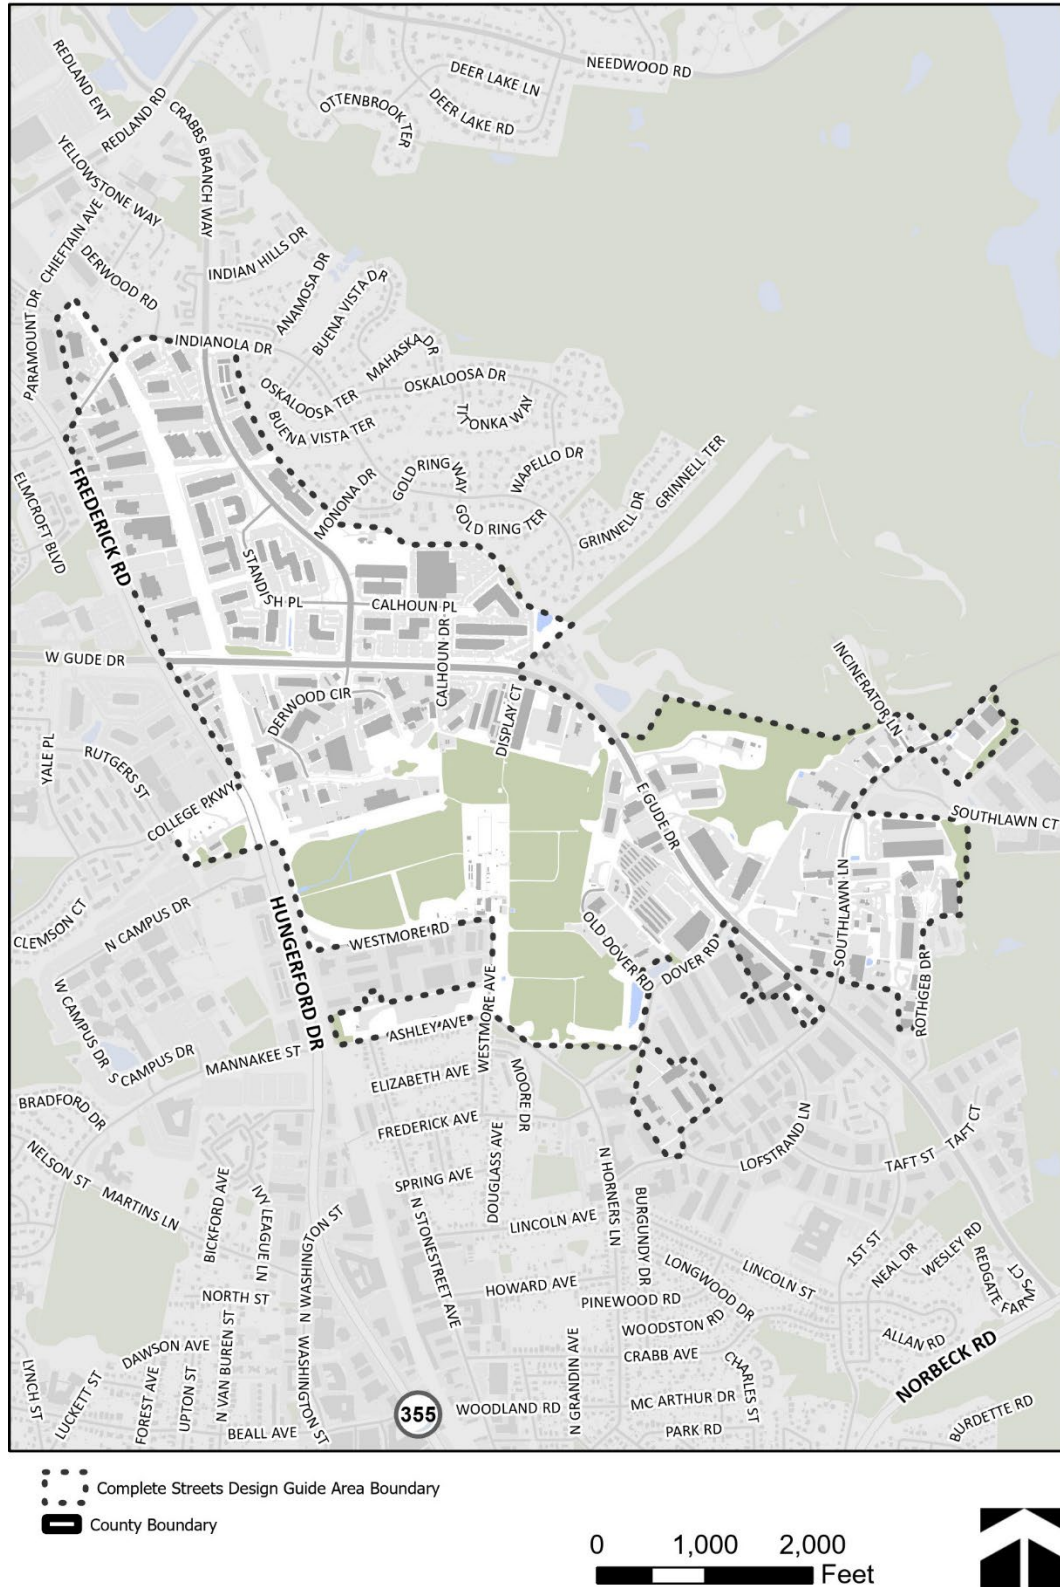 NEEDWOOD RD
DEER LAKE LN
DEER LAKE RD
OTTENBROOK TER
REDLAND ENT
REDLAND RD
CRABBS BRANCH WAY
YELLOWSTONE WAY
CHIEFTAIN AVE
DERWOOD RD
PARAMOUNT DR
INDIAN HILLS DR
ANAMOSA DR
BUENA VISTA DR
INDIANOLA DR
MAHASKA DR
OSKALOOSA DR
OSKALOOSA TER
TITONKA WAY
BUENA VISTA TER
MONONA DR
GOLD RING WAY
WAPELLO DR
GOLD RING TER
GRINNELL DR
GRINNELL TER
ELMCROFT BLVD
FREDERICK RD
STANDISH PL
CALHOUN PL
CALHOUN DR
W GUDE DR
DERWOOD CIR
DISPLAY CT
INCINERATOR LN
YALE PL
RUTGERS ST
COLLEGE PKWY
E GUDE DR
SOUTHLAWN CT
SOUTHLAWN LN
CLEMSON CT
N CAMPUS DR
HUNGERFORD DR
WESTMORE RD
OLD DOVER RD
DOVER RD
ROTHGEB DR
W CAMPUS DR
S CAMPUS DR
MANNAKEE ST
ASHLEY AVE
WESTMORE AVE
ELIZABETH AVE
MOORE DR
BRADFORD DR
FREDERICK AVE
NELSON ST
MARTINS LN
BICKFORD AVE
IVY LEAGUE LN
SPRING AVE
DOUGLASS AVE
N HORNERS LN
BURGUNDY DR
LOFSTRAND LN
TAFT ST
TAFT CT
N WASHINGTON ST
N STONESTREET AVE
LINCOLN AVE
LONGWOOD DR
LINCOLN ST
1ST ST
NEAL DR
WESLEY RD
REDGATE FARMS CT
NORTH ST
HOWARD AVE
PINEWOOD RD
WOODSTON RD
ALLAN RD
NORBECK RD
DAWSON AVE
N VAN BUREN ST
WASHINGTON ST
N GRANDIN AVE
CRABB AVE
CHARLES ST
LYNCH ST
LUCKETT ST
FOREST AVE
UPTON ST
BEALL AVE
355
WOODLAND RD
MC ARTHUR DR
PARK RD
BURDETTE RD
Complete Streets Design Guide Area Boundary
County Boundary
0 1,000 2,000
Feet